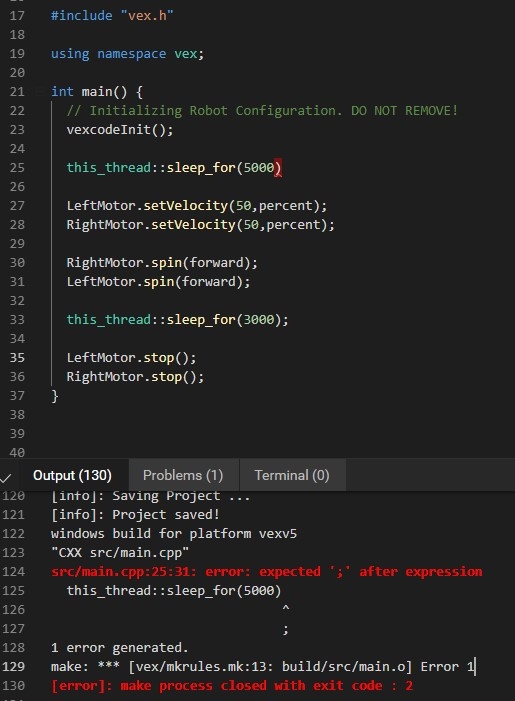 17 #include "vex.h"
18
19 using namespace vex;
20
21 int main() {
22 // Initializing Robot Configuration. DO NOT REMOVE!
23 vexcodeInit();
24
25 this_thread::sleep_for(5000)
26
27 LeftMotor.setVelocity(50,percent);
28 RightMotor.setVelocity(50,percent);
29
30 RightMotor.spin(forward);
31 LeftMotor.spin(forward);
32
33 this_thread::sleep_for(3000);
34
35 LeftMotor.stop();
36 RightMotor.stop();
37 }
38
39
40
Output (130) Problems (1) Terminal (0)
120 [info]: Saving Project ...
121 [info]: Project saved!
122 windows build for platform vexv5
123 "CXX src/main.cpp"
124 src/main.cpp:25:31: error: expected ';' after expression
125 this_thread::sleep_for(5000)
126 ^
127 ;
128 1 error generated.
129 make: *** [vex/mkrules.mk:13: build/src/main.o] Error 1
130 [error]: make process closed with exit code : 2